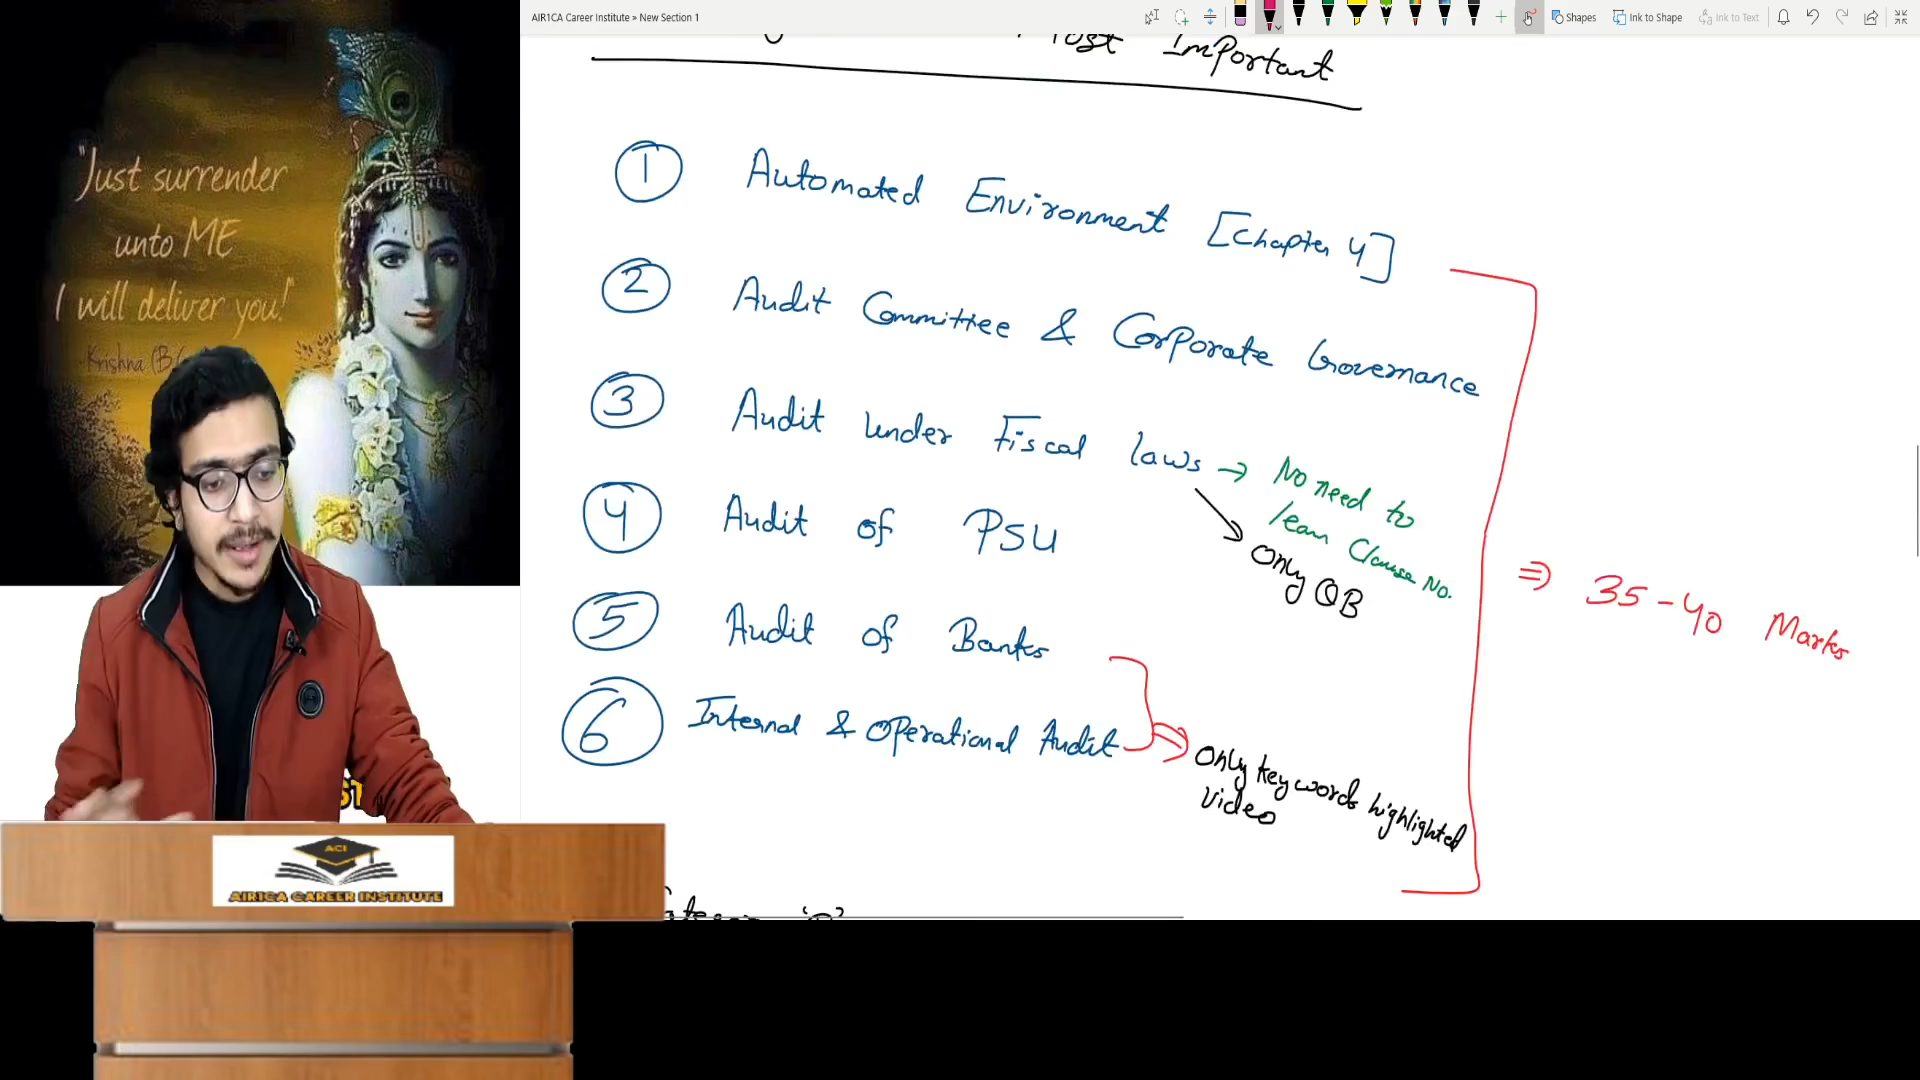 AIR1CA Career Institute » New Section 1
Shapes
Ink to Shape
Ink to Text
Most Important
"Just surrender
unto ME
I will deliver you!"
Krishna
1 Automated Environment [Chapter 4]
2 Audit Committee & Corporate Governance
3 Audit under Fiscal laws → No need to
learn Clause No.
Only QB
4 Audit of PSU
⇒ 35-40 Marks
5 Audit of Banks
6 Internal & Operational Audit
Only keywords highlighted
Video
ACI
AIR1CA CAREER INSTITUTE